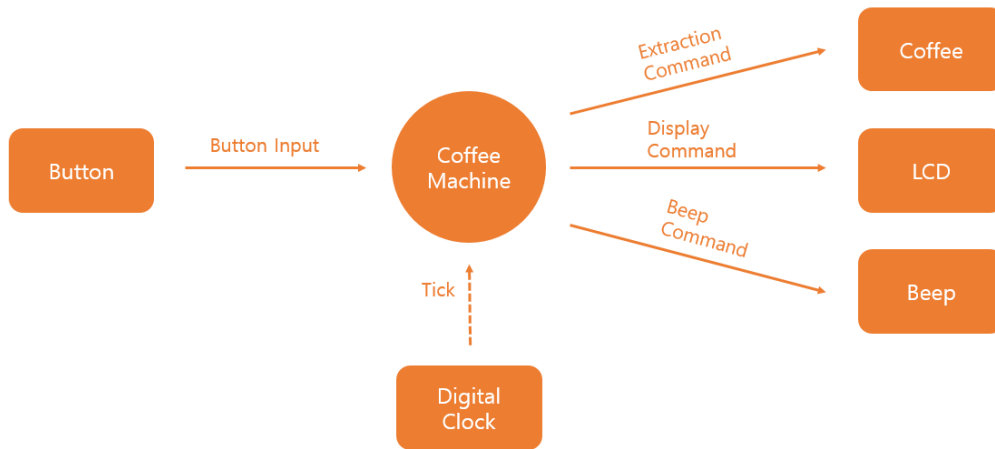 Extraction
Command
Coffee
Button
Button Input
Coffee
Machine
Display
Command
LCD
Beep
Command
Beep
Tick
Digital
Clock